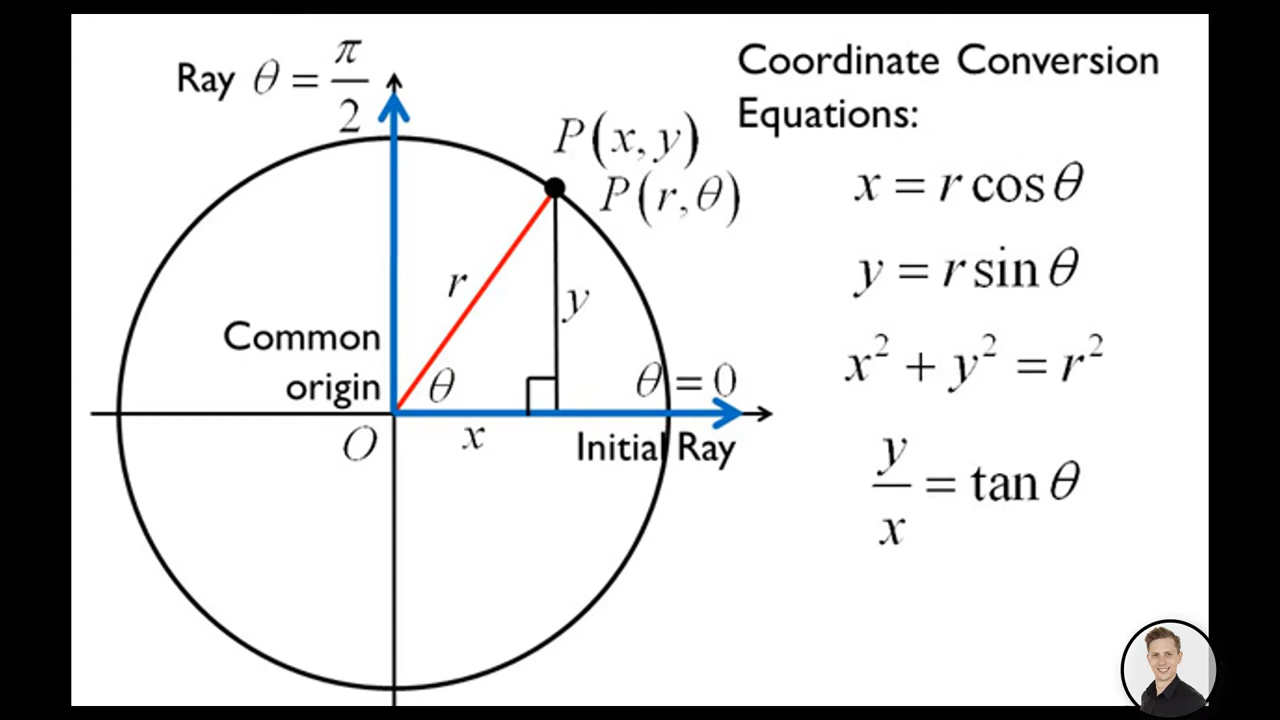 Ray θ = π/2
P(x, y)
P(r, θ)
r
y
Common
origin
θ
θ = 0
O
x
Initial Ray
Coordinate Conversion
Equations:
x = r cos θ
y = r sin θ
x² + y² = r²
y/x = tan θ